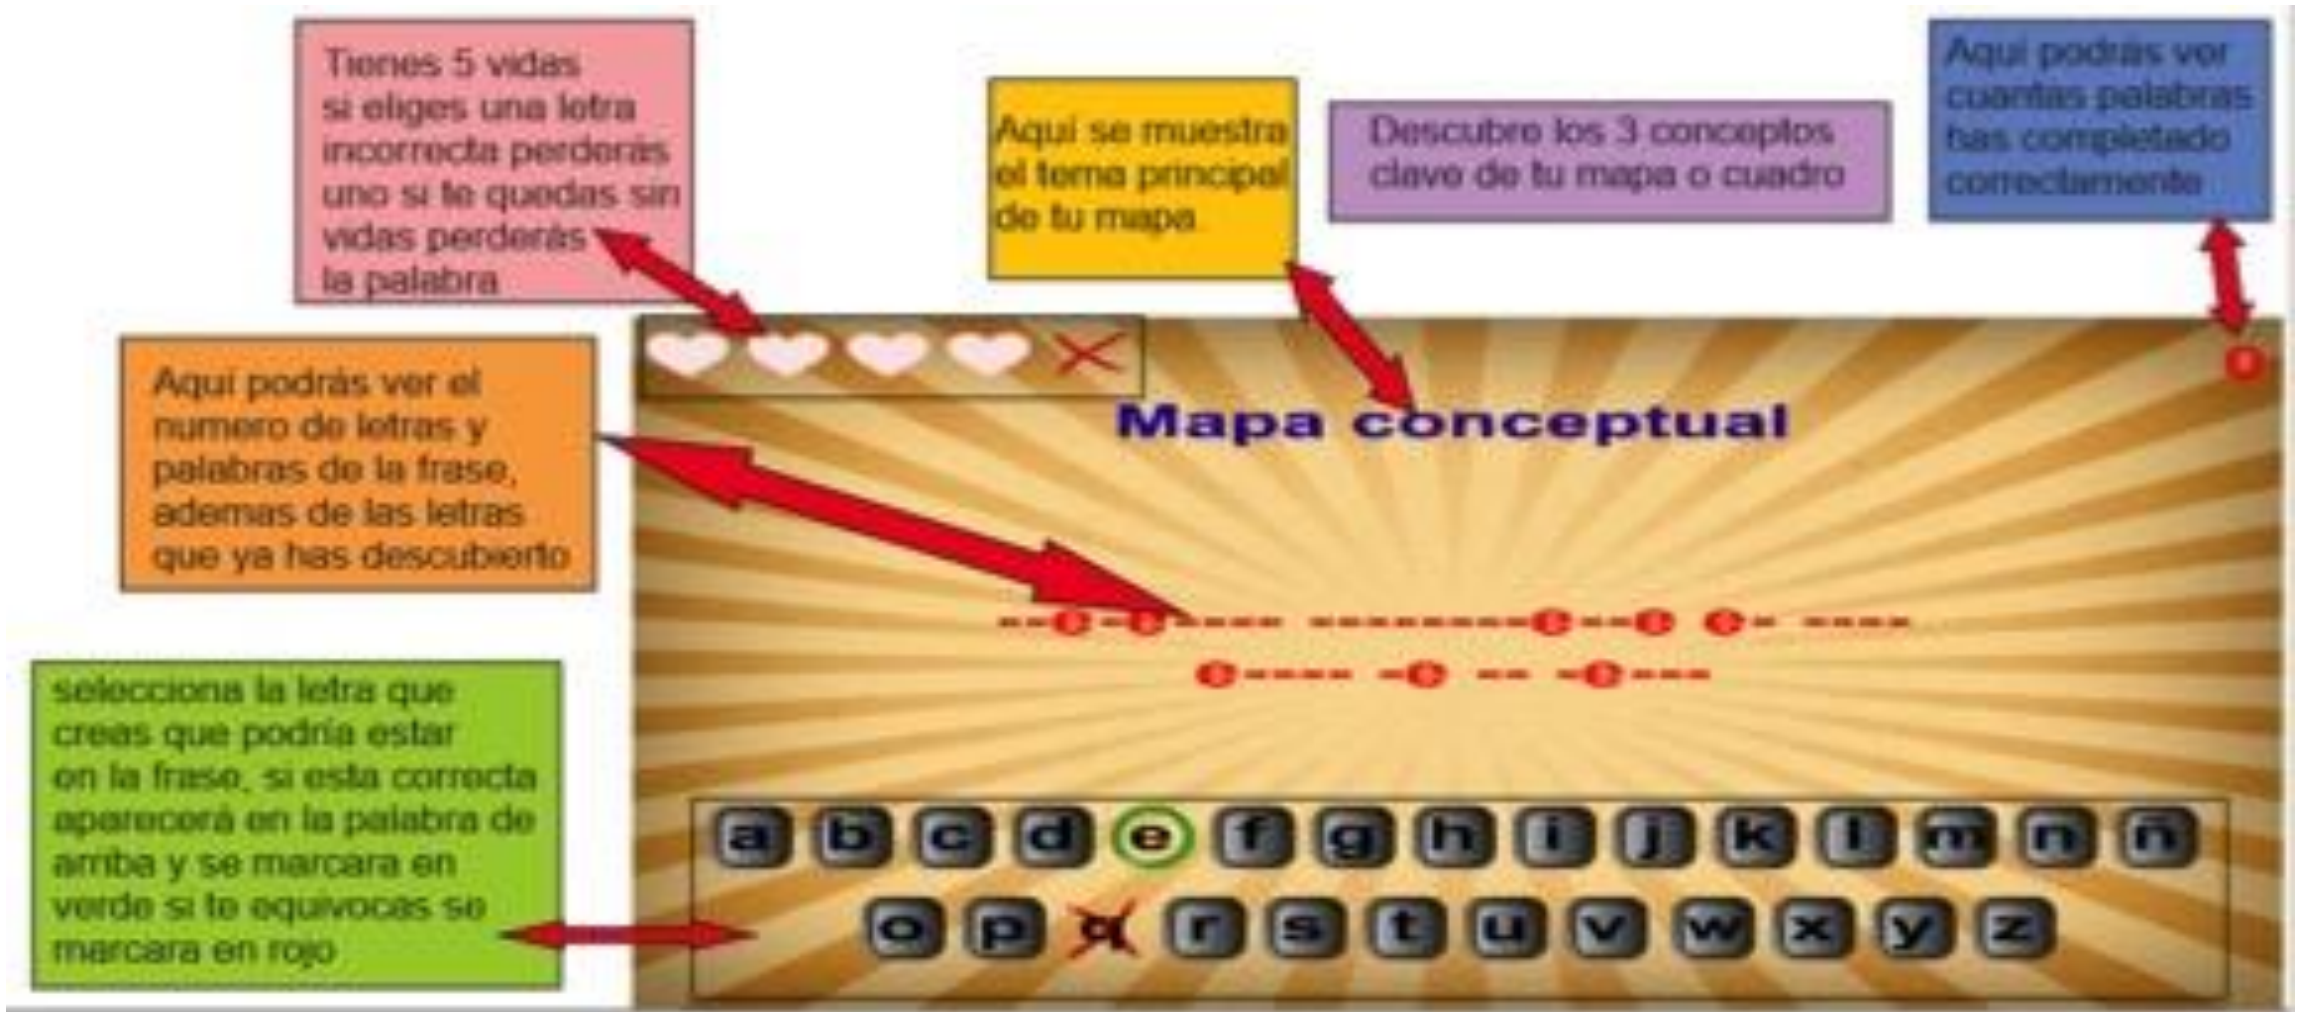 Tienes 5 vidas
si eliges una letra
incorrecta perderás
uno si te quedas sin
vidas perderás
la palabra
Aquí se muestra
el tema principal
de tu mapa
Descubre los 3 conceptos
clave de tu mapa o cuadro
Aquí podrás ver
cuantas palabras
has completado
correctamente
Aquí podrás ver el
numero de letras y
palabras de la frase,
ademas de las letras
que ya has descubierto
Mapa conceptual
selecciona la letra que
creas que podría estar
en la frase, si esta correcta
aparecerá en la palabra de
arriba y se marcara en
verde si te equivocas se
marcara en rojo
a b c d e f g h i j k l m n ñ
o p q r s t u v w x y z